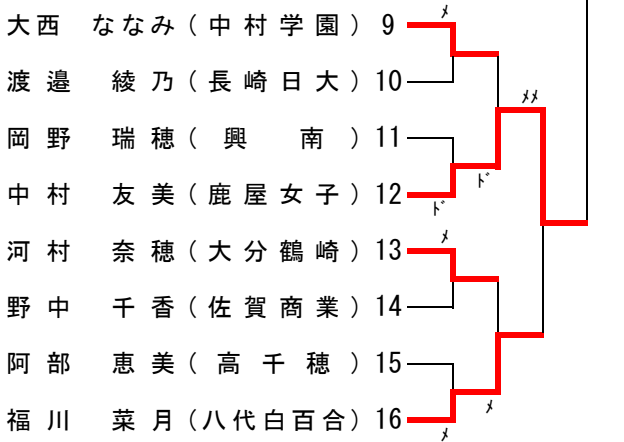 メ
大西 ななみ(中村学園) 9
渡邉 綾乃(長崎日大) 10
メメ
岡野 瑞穂(興南) 11
ド
中村 友美(鹿屋女子) 12
ド
メ
河村 奈穂(大分鶴崎) 13
野中 千香(佐賀商業) 14
阿部 恵美(高千穂) 15
メ
福川 菜月(八代白百合) 16
メ